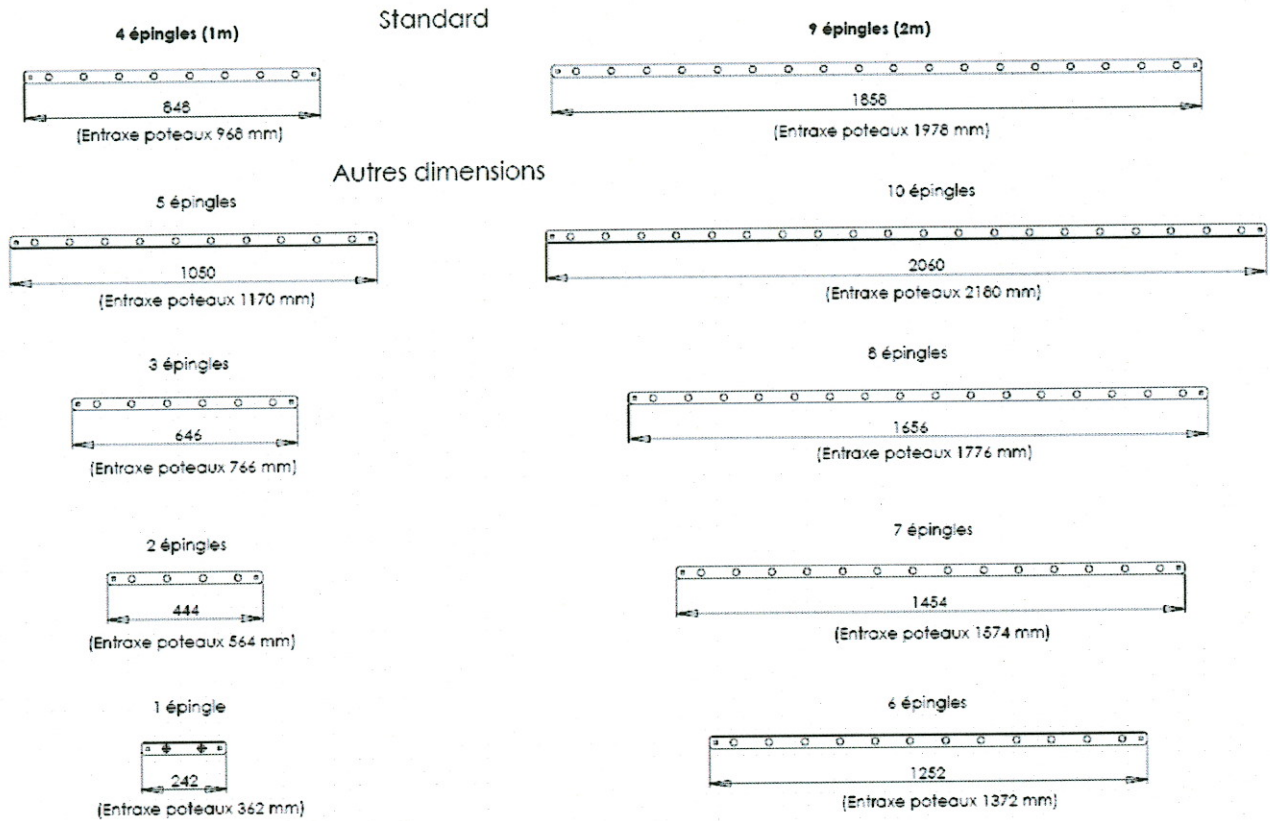 Standard
4 épingles (1m)
848
(Entraxe poteaux 968 mm)
9 épingles (2m)
1858
(Entraxe poteaux 1978 mm)
Autres dimensions
5 épingles
1050
(Entraxe poteaux 1170 mm)
10 épingles
2060
(Entraxe poteaux 2180 mm)
3 épingles
646
(Entraxe poteaux 766 mm)
8 épingles
1656
(Entraxe poteaux 1776 mm)
2 épingles
444
(Entraxe poteaux 564 mm)
7 épingles
1454
(Entraxe poteaux 1574 mm)
1 épingle
242
(Entraxe poteaux 362 mm)
6 épingles
1252
(Entraxe poteaux 1372 mm)